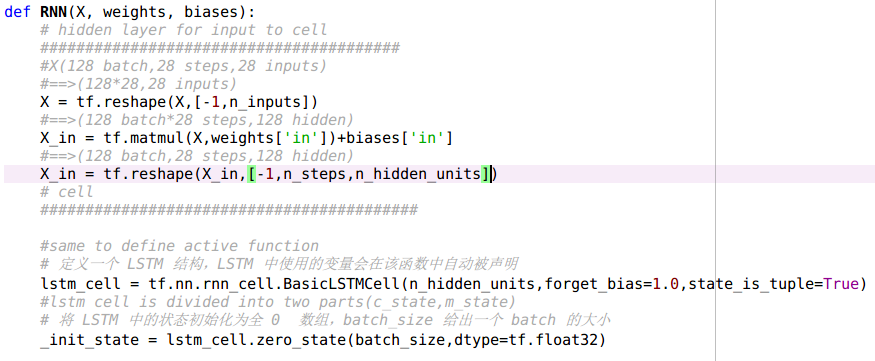 def RNN(X, weights, biases):
# hidden layer for input to cell
########################################
#X(128 batch,28 steps,28 inputs)
#==>(128*28,28 inputs)
X = tf.reshape(X,[-1,n_inputs])
#==>(128 batch*28 steps,128 hidden)
X_in = tf.matmul(X,weights['in'])+biases['in']
#==>(128 batch,28 steps,128 hidden)
X_in = tf.reshape(X_in,[-1,n_steps,n_hidden_units])
# cell
##########################################
#same to define active function
# 定义一个 LSTM 结构，LSTM 中使用的变量会在该函数中自动被声明
lstm_cell = tf.nn.rnn_cell.BasicLSTMCell(n_hidden_units,forget_bias=1.0,state_is_tuple=True)
#lstm cell is divided into two parts(c_state,m_state)
# 将 LSTM 中的状态初始化为全 0 数组，batch_size 给出一个 batch 的大小
_init_state = lstm_cell.zero_state(batch_size,dtype=tf.float32)